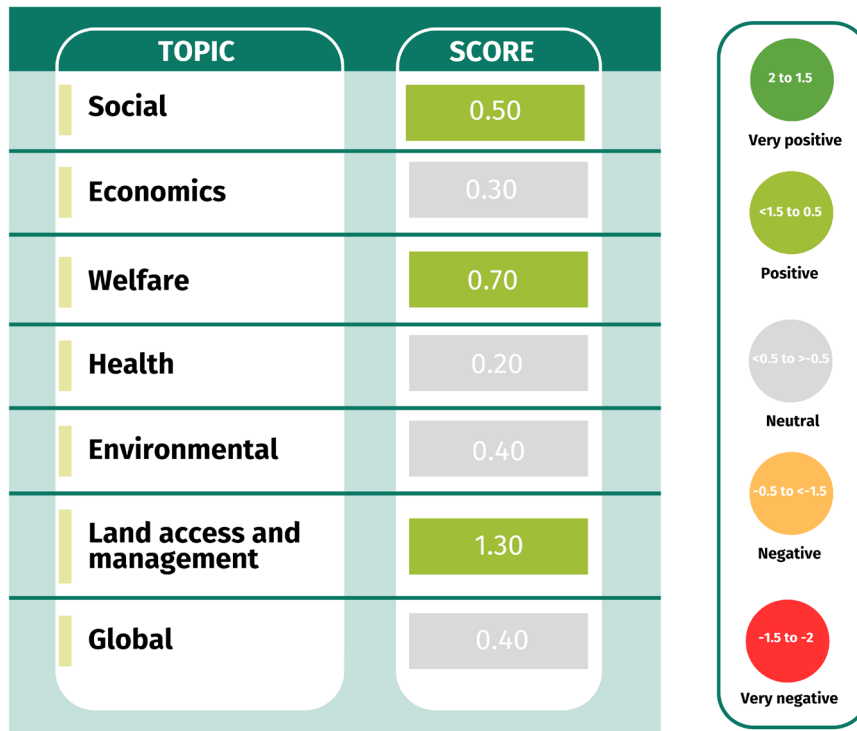 TOPIC SCORE
Social 0.50
Economics 0.30
Welfare 0.70
Health 0.20
Environmental 0.40
Land access and
management 1.30
Global 0.40
2 to 1.5
Very positive
<1.5 to 0.5
Positive
<0.5 to >-0.5
Neutral
-0.5 to <-1.5
Negative
-1.5 to -2
Very negative